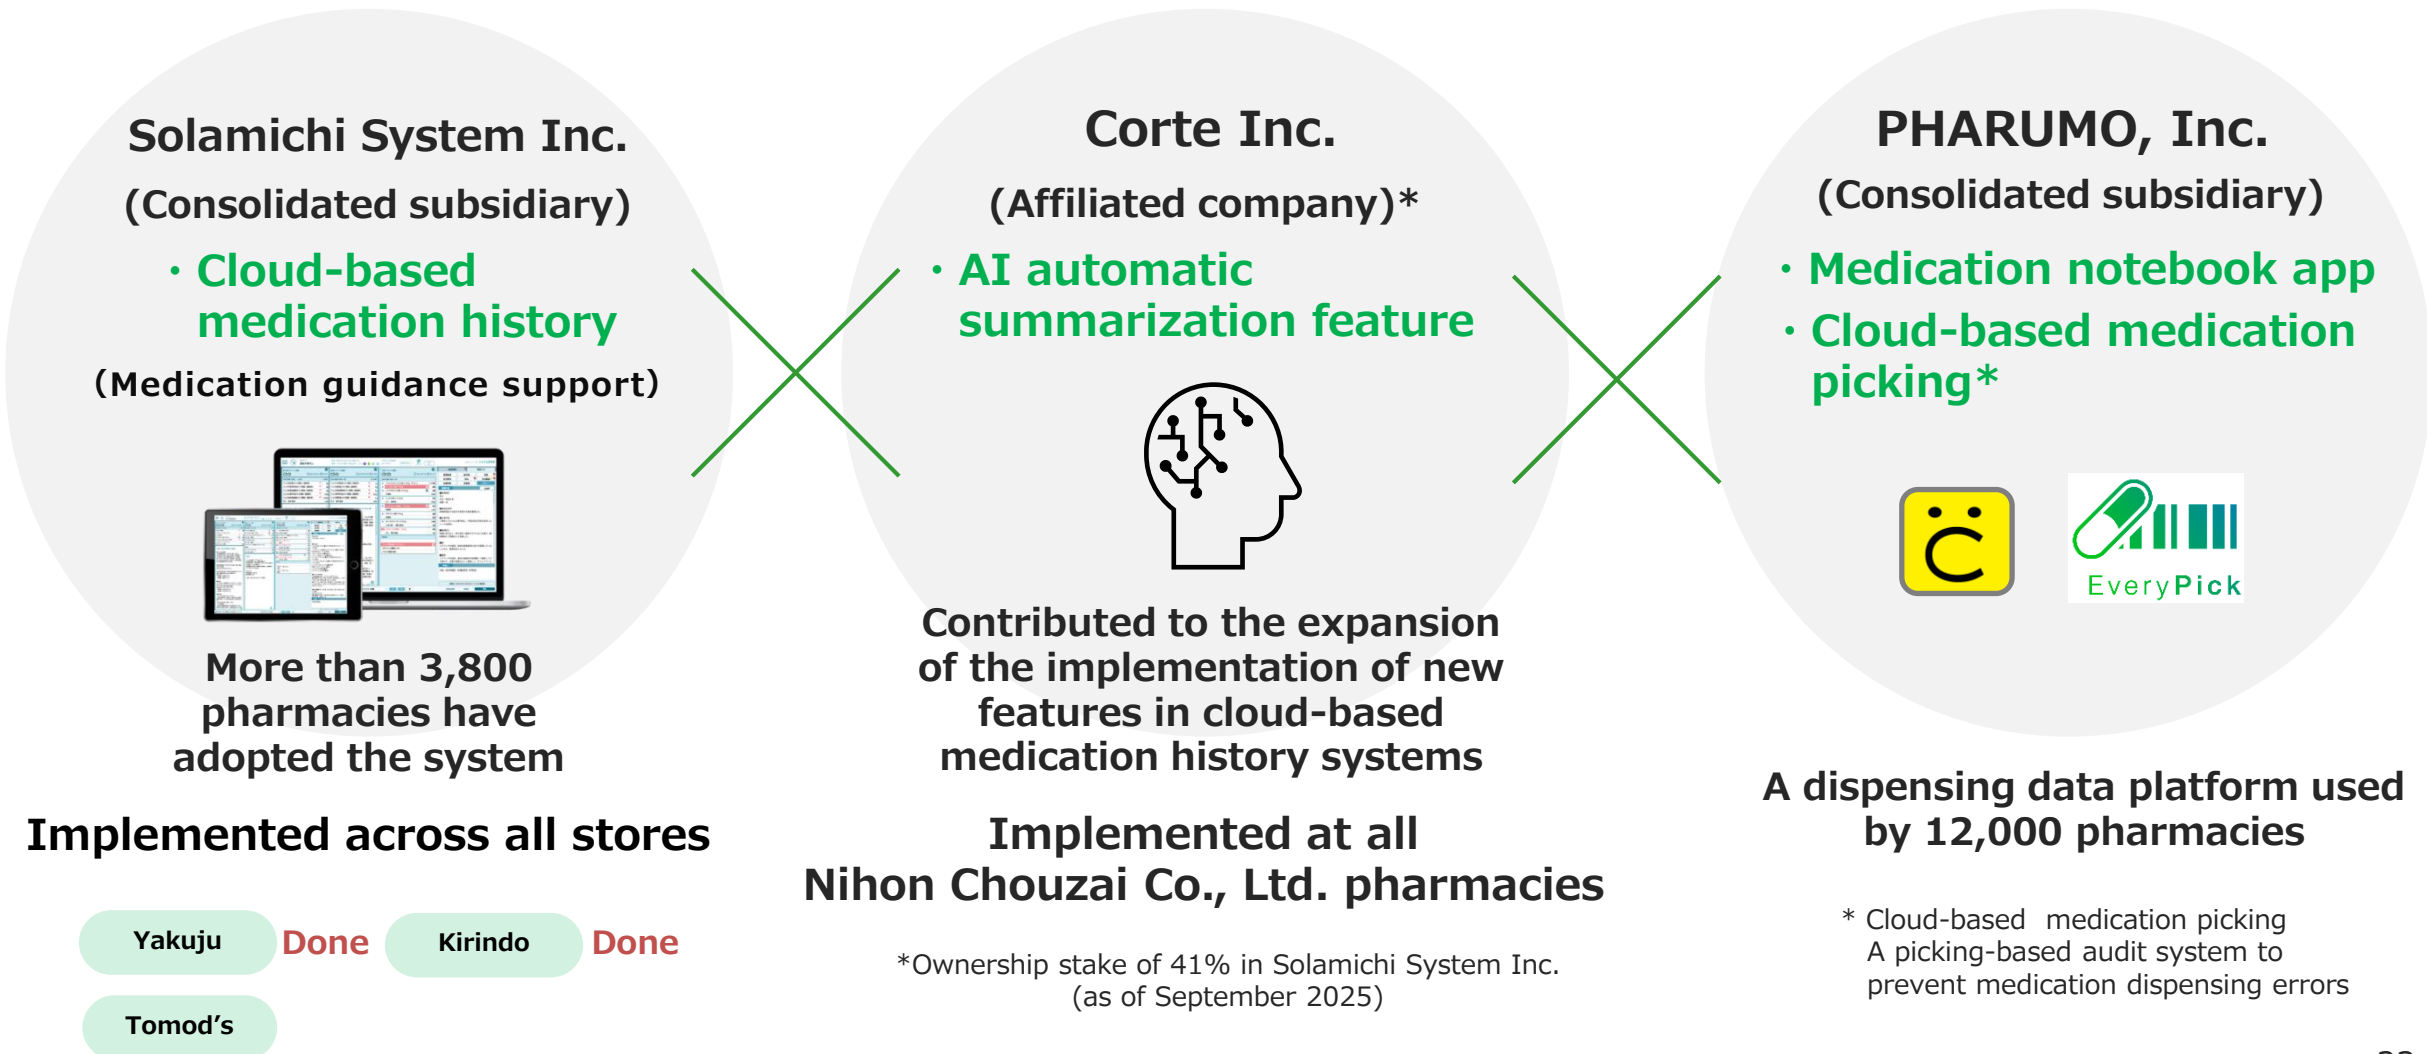 Solamichi System Inc.
(Consolidated subsidiary)
・Cloud-based
medication history
(Medication guidance support)
More than 3,800
pharmacies have
adopted the system
Implemented across all stores
Yakuju
Done
Kirindo
Done
Tomod's
Corte Inc.
(Affiliated company)*
・AI automatic
summarization feature
Contributed to the expansion
of the implementation of new
features in cloud-based
medication history systems
Implemented at all
Nihon Chouzai Co., Ltd. pharmacies
*Ownership stake of 41% in Solamichi System Inc.
(as of September 2025)
PHARUMO, Inc.
(Consolidated subsidiary)
・Medication notebook app
・Cloud-based medication
picking*
EveryPick
A dispensing data platform used
by 12,000 pharmacies
* Cloud-based medication picking
A picking-based audit system to
prevent medication dispensing errors